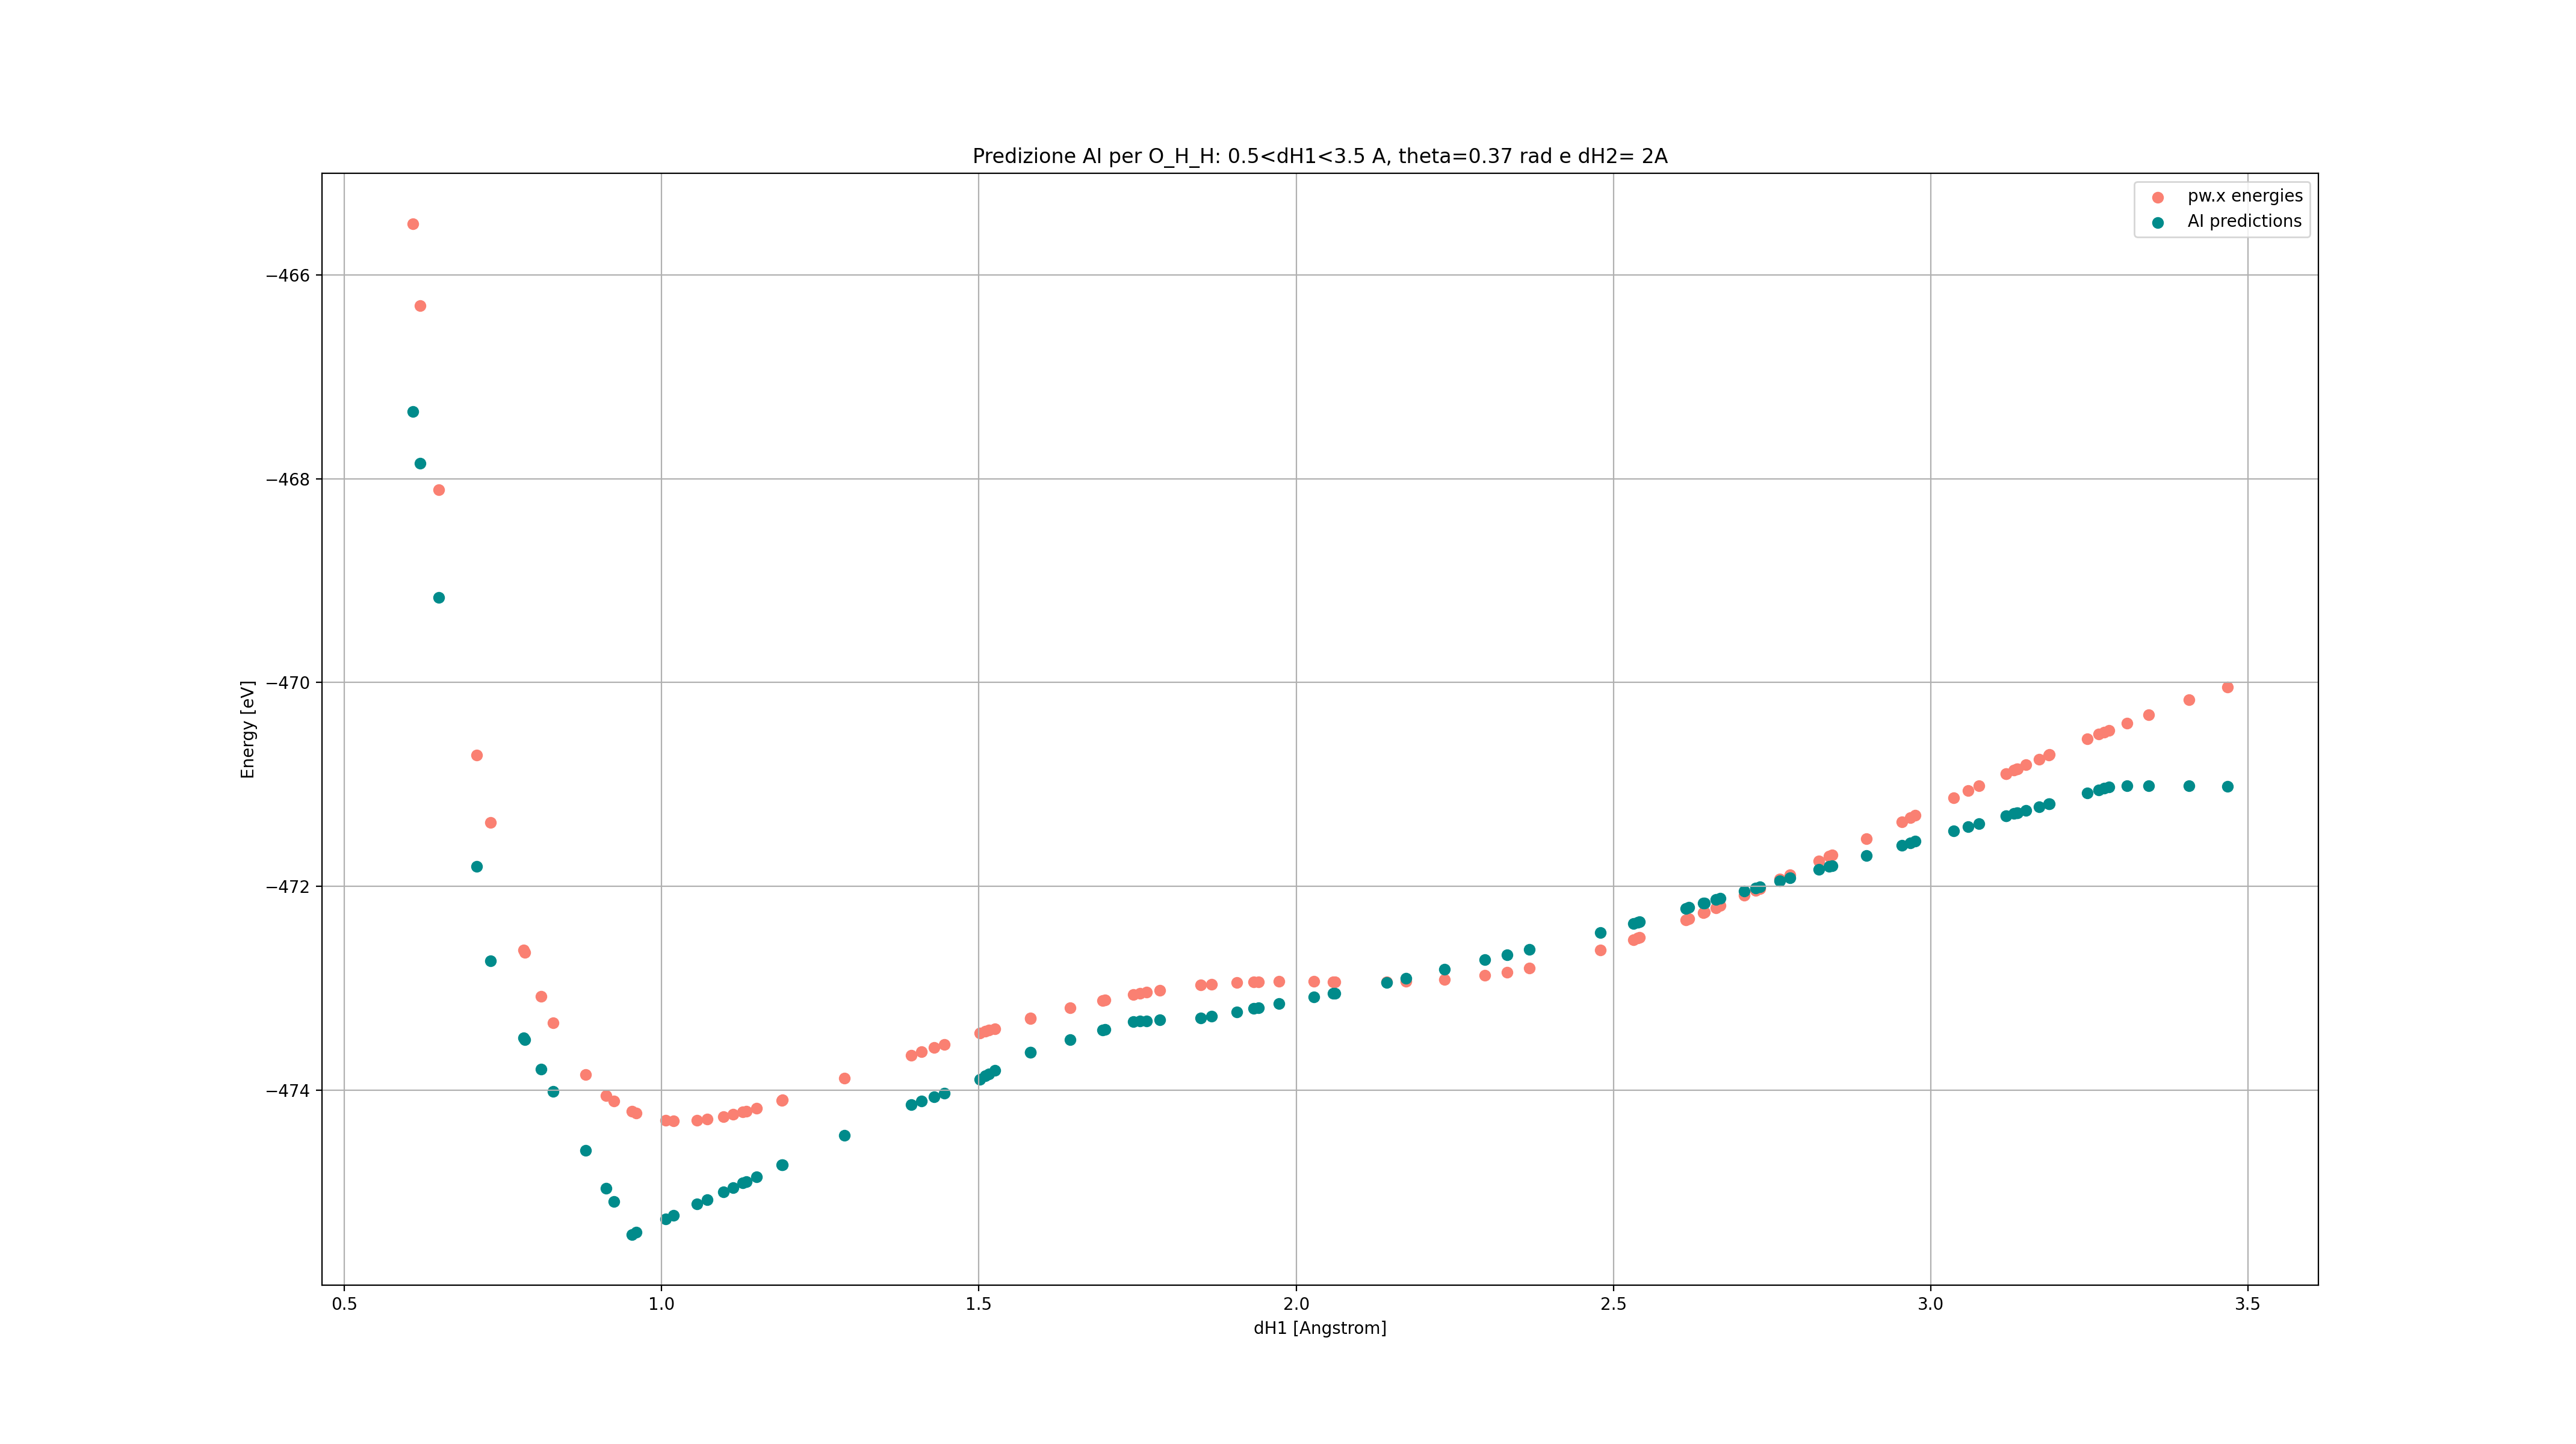 Predizione AI per O_H_H: 0.5<dH1<3.5 A, theta=0.37 rad e dH2= 2A
pw.x energies
AI predictions
−466
−468
−470
−472
−474
Energy [eV]
0.5 1.0 1.5 2.0 2.5 3.0 3.5
dH1 [Angstrom]